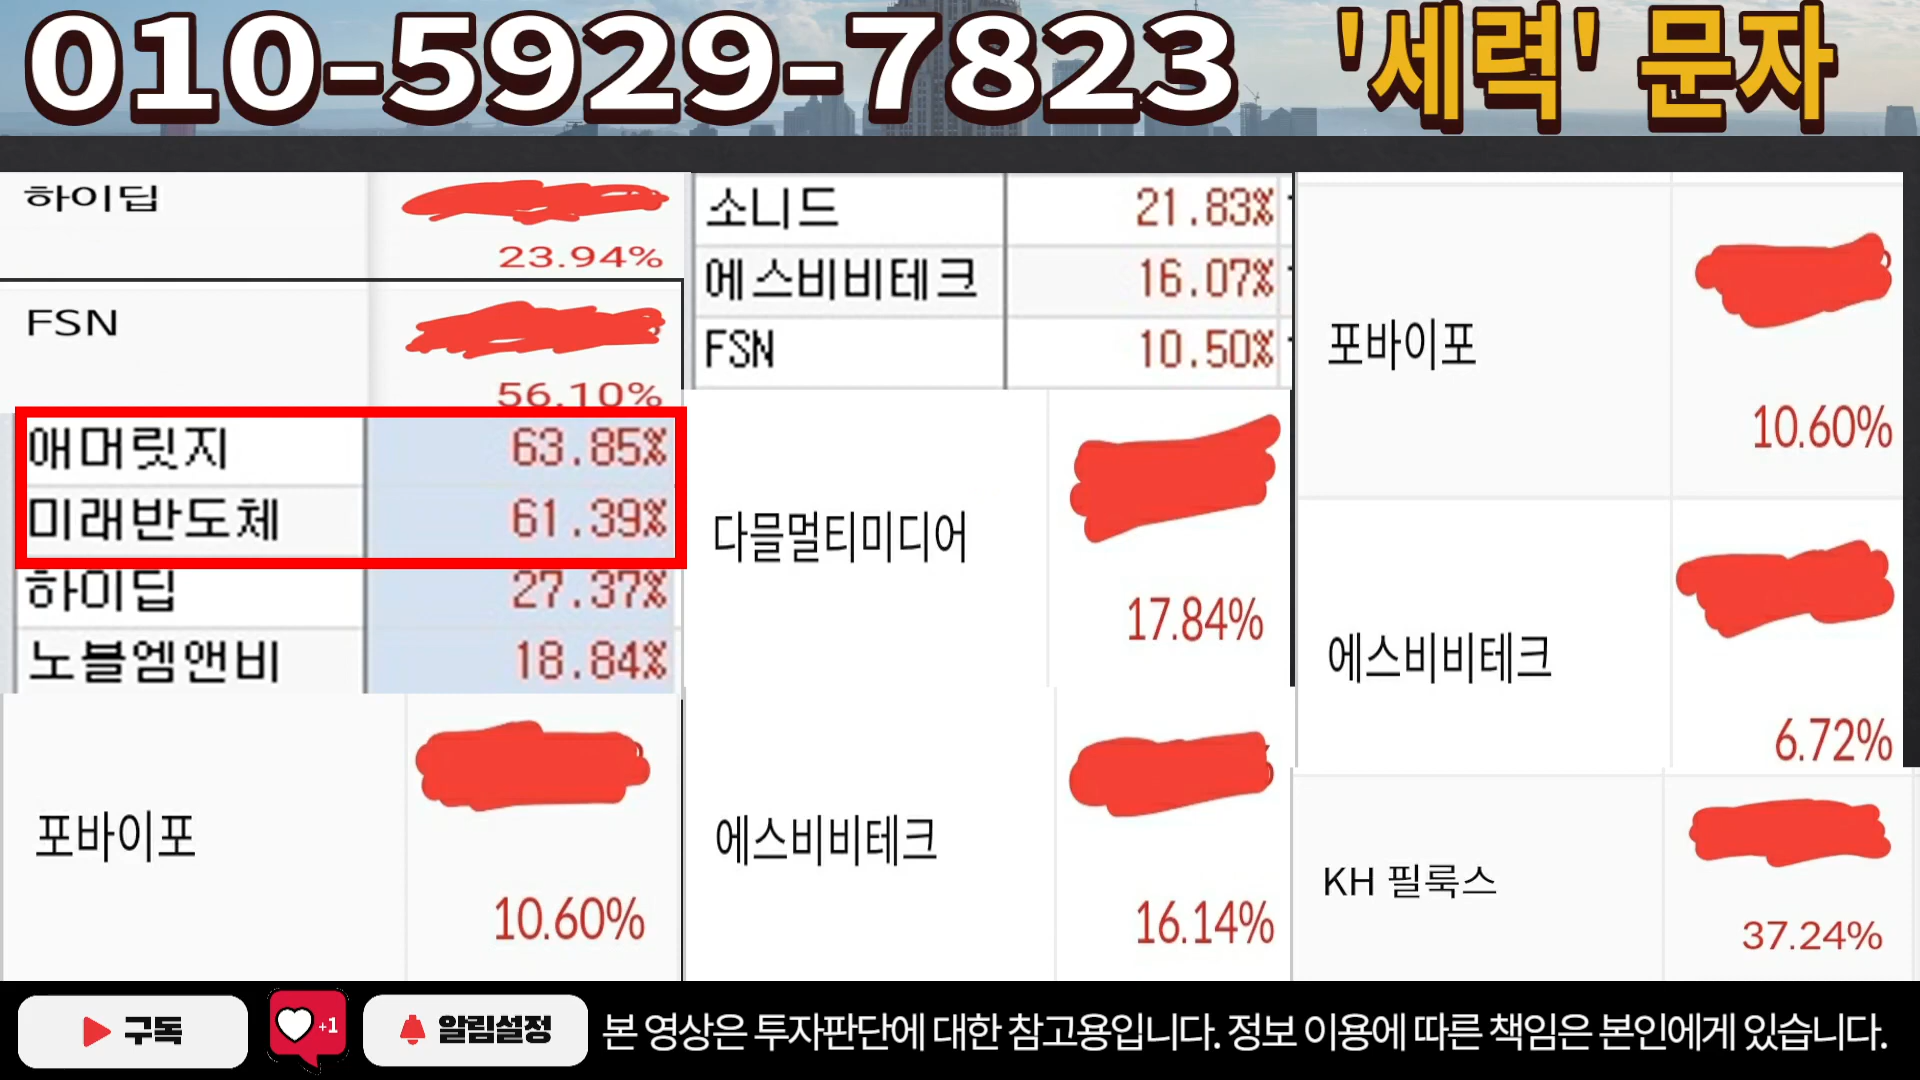 010-5929-7823 '세력' 문자
하이딥
23.94%
FSN
56.10%
애머릿지 63.85%
미래반도체 61.39%
하이딥 27.37%
노블엠앤비 18.84%
포바이포
10.60%
소니드 21.83%
에스비비테크 16.07%
FSN 10.50%
다믈멀티미디어
17.84%
에스비비테크
16.14%
포바이포
10.60%
에스비비테크
6.72%
KH 필룩스
37.24%
구독 +1 알림설정 본 영상은 투자판단에 대한 참고용입니다. 정보 이용에 따른 책임은 본인에게 있습니다.